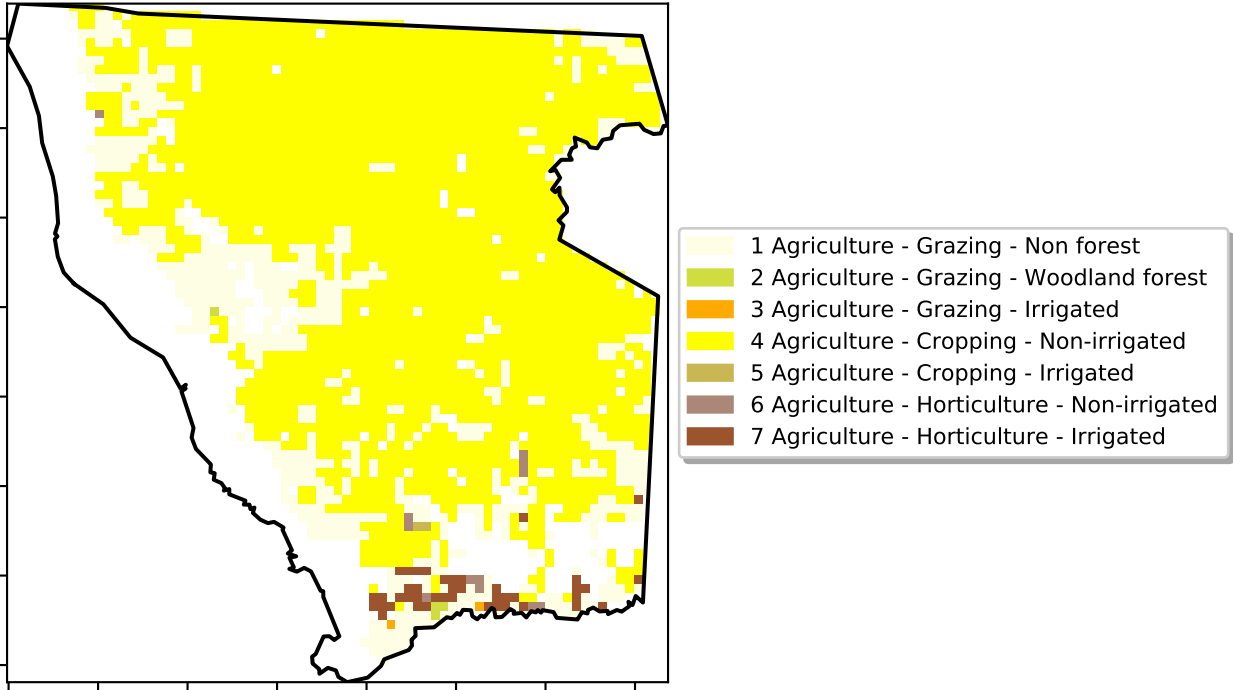 1 Agriculture - Grazing - Non forest
2 Agriculture - Grazing - Woodland forest
3 Agriculture - Grazing - Irrigated
4 Agriculture - Cropping - Non-irrigated
5 Agriculture - Cropping - Irrigated
6 Agriculture - Horticulture - Non-irrigated
7 Agriculture - Horticulture - Irrigated